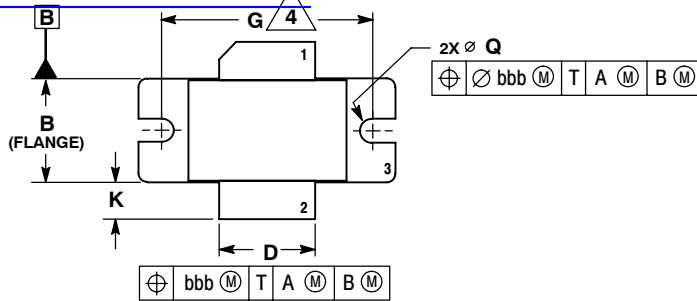 B
G 4
1
2X ⌀ Q
⌖ ⌀ bbb Ⓜ T A Ⓜ B Ⓜ
B
(FLANGE)
3
K
2
D
⌖ bbb Ⓜ T A Ⓜ B Ⓜ